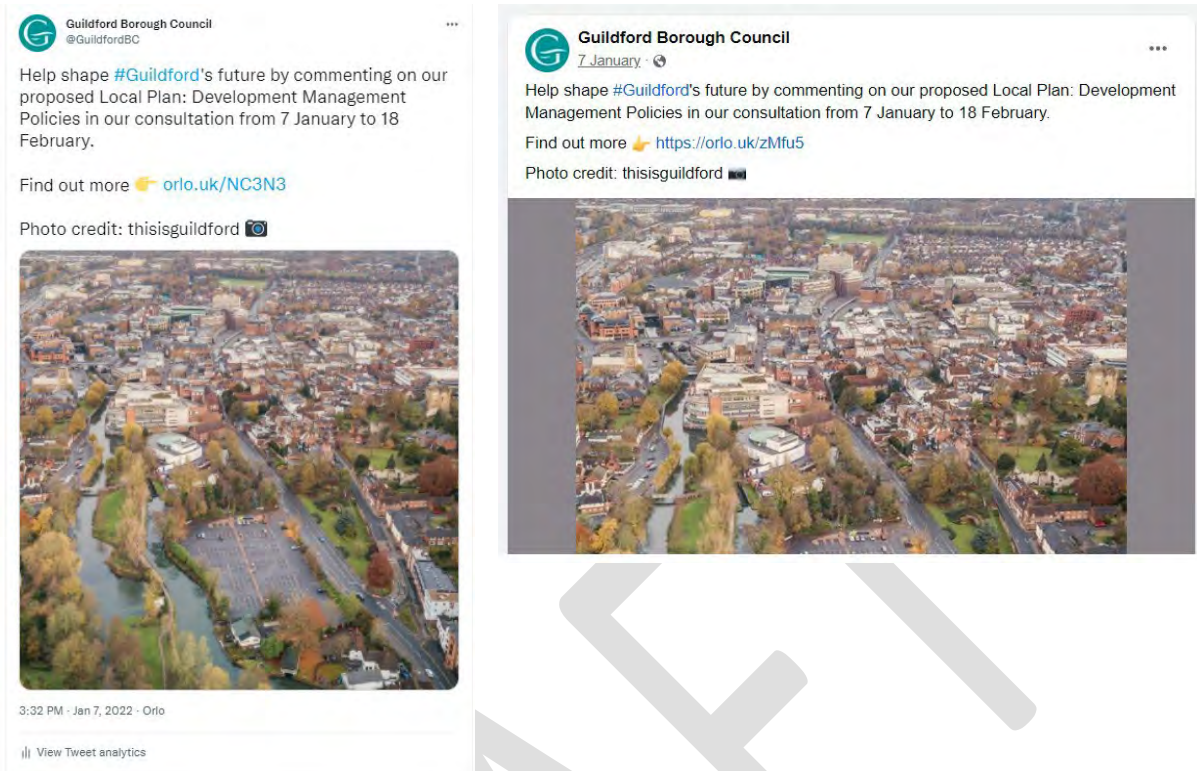 Guildford Borough Council
@GuildfordBC
Help shape #Guildford's future by commenting on our
proposed Local Plan: Development Management
Policies in our consultation from 7 January to 18
February.
Find out more 👉 orlo.uk/NC3N3
Photo credit: thisisguildford 📷
3:32 PM · Jan 7, 2022 · Orlo
View Tweet analytics
Guildford Borough Council
7 January ·
Help shape #Guildford's future by commenting on our proposed Local Plan: Development
Management Policies in our consultation from 7 January to 18 February.
Find out more 👉 https://orlo.uk/zMfu5
Photo credit: thisisguildford 📷